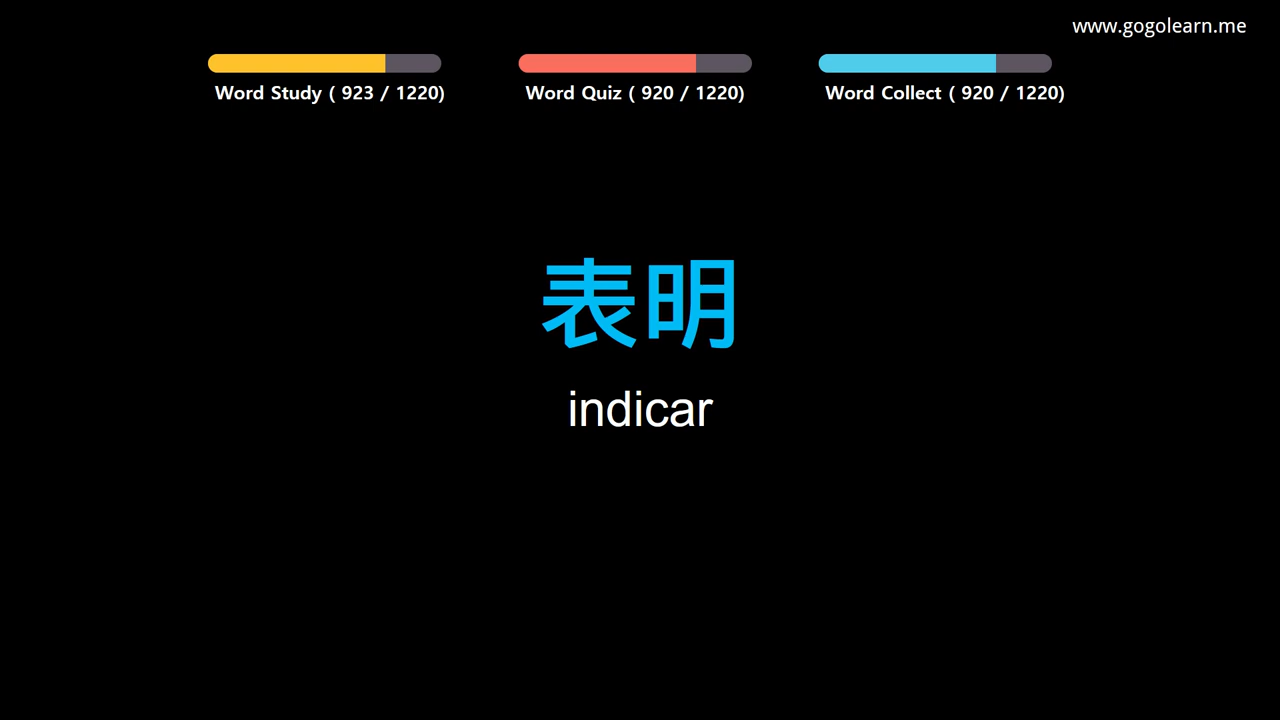 www.gogolearn.me
Word Study ( 923 / 1220)
Word Quiz ( 920 / 1220)
Word Collect ( 920 / 1220)
表明
indicar